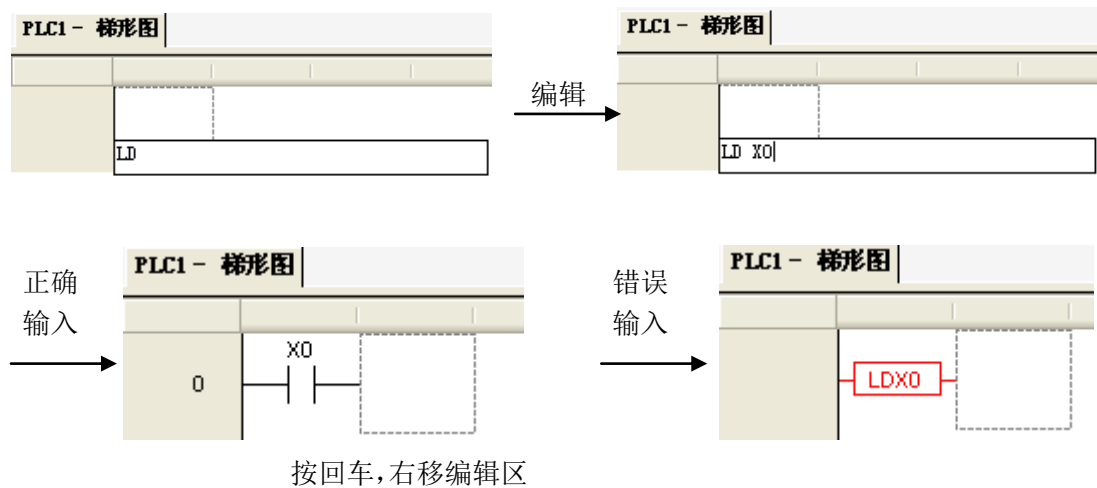 PLC1 - 梯形图
LD
编辑
PLC1 - 梯形图
LD X0
正确
输入
PLC1 - 梯形图
X0
0
按回车,右移编辑区
错误
输入
PLC1 - 梯形图
LDX0